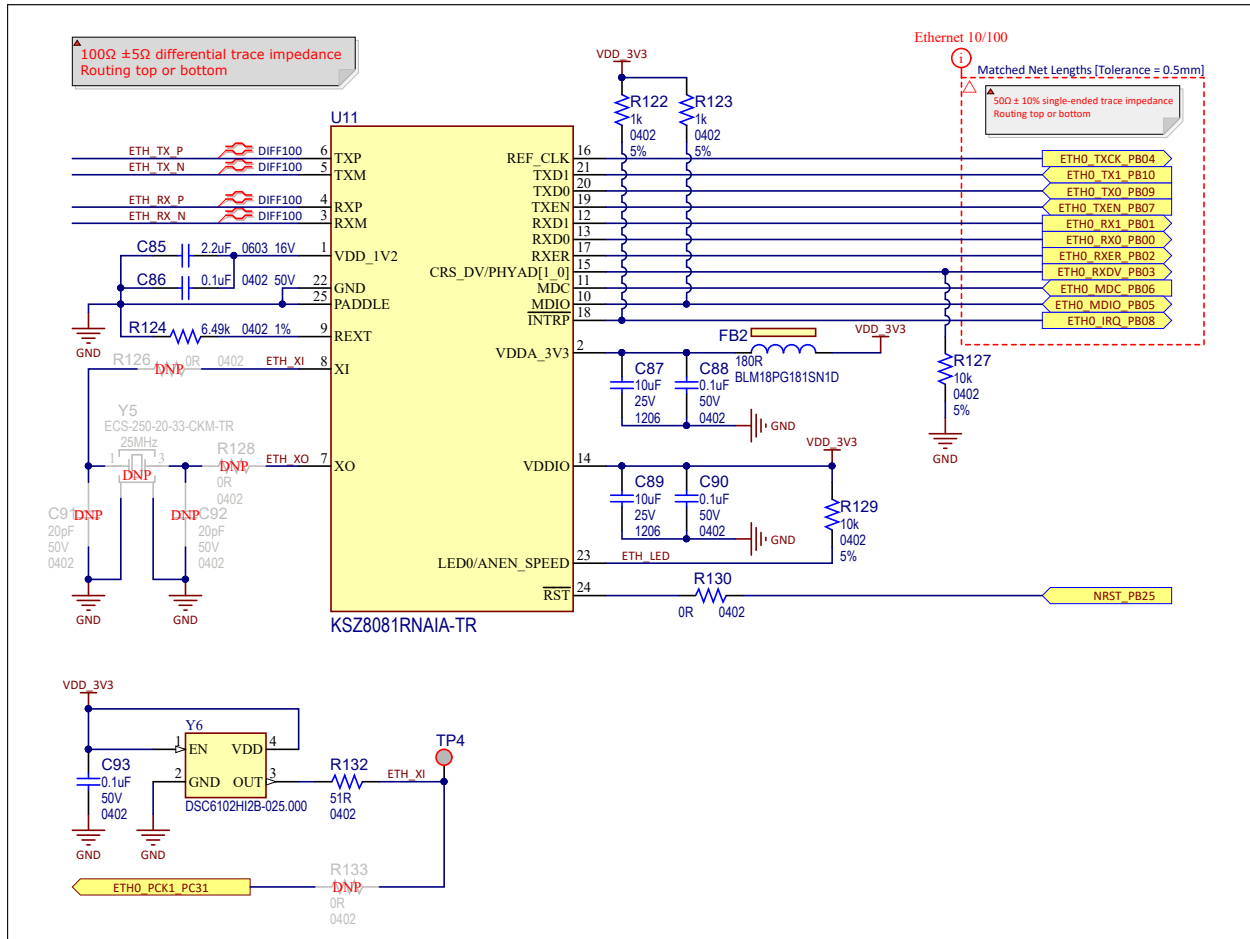 100Ω ±5Ω differential trace impedance
Routing top or bottom
Ethernet 10/100
i
Matched Net Lengths [Tolerance = 0.5mm]
50Ω ± 10% single-ended trace impedance
Routing top or bottom
VDD_3V3
R122
1k
0402
5%
R123
1k
0402
5%
U11
ETH_TX_P
DIFF100
6
TXP
ETH_TX_N
DIFF100
5
TXM
ETH_RX_P
DIFF100
4
RXP
ETH_RX_N
DIFF100
3
RXM
C85
2.2uF 0603 16V
1
VDD_1V2
C86
0.1uF 0402 50V
22
GND
25
PADDLE
R124
6.49k 0402 1%
9
REXT
GND
R126
DNP
0R 0402
ETH_XI
8
XI
Y5
ECS-250-20-33-CKM-TR
25MHz
1
3
DNP
R128
DNP
0R
0402
ETH_XO
7
XO
C91
DNP
20pF
50V
0402
DNP
C92
20pF
50V
0402
GND
GND
REF_CLK
16
ETH0_TXCK_PB04
TXD1
21
ETH0_TX1_PB10
TXD0
20
ETH0_TX0_PB09
TXEN
19
ETH0_TXEN_PB07
RXD1
12
ETH0_RX1_PB01
RXD0
13
ETH0_RX0_PB00
RXER
17
ETH0_RXER_PB02
CRS_DV/PHYAD[1_0]
15
ETH0_RXDV_PB03
MDC
11
ETH0_MDC_PB06
MDIO
10
ETH0_MDIO_PB05
INTRP
18
ETH0_IRQ_PB08
VDDA_3V3
2
FB2
180R
BLM18PG181SN1D
VDD_3V3
C87
10uF
25V
1206
C88
0.1uF
50V
0402
GND
R127
10k
0402
5%
GND
VDD_3V3
VDDIO
14
C89
10uF
25V
1206
C90
0.1uF
50V
0402
GND
R129
10k
0402
5%
LED0/ANEN_SPEED
23
ETH_LED
RST
24
R130
0R 0402
NRST_PB25
KSZ8081RNAIA-TR
VDD_3V3
Y6
1
EN
VDD
4
2
GND
OUT
3
DSC6102HI2B-025.000
C93
0.1uF
50V
0402
GND
GND
R132
51R
0402
ETH_XI
TP4
R133
DNP
0R
0402
ETH0_PCK1_PC31